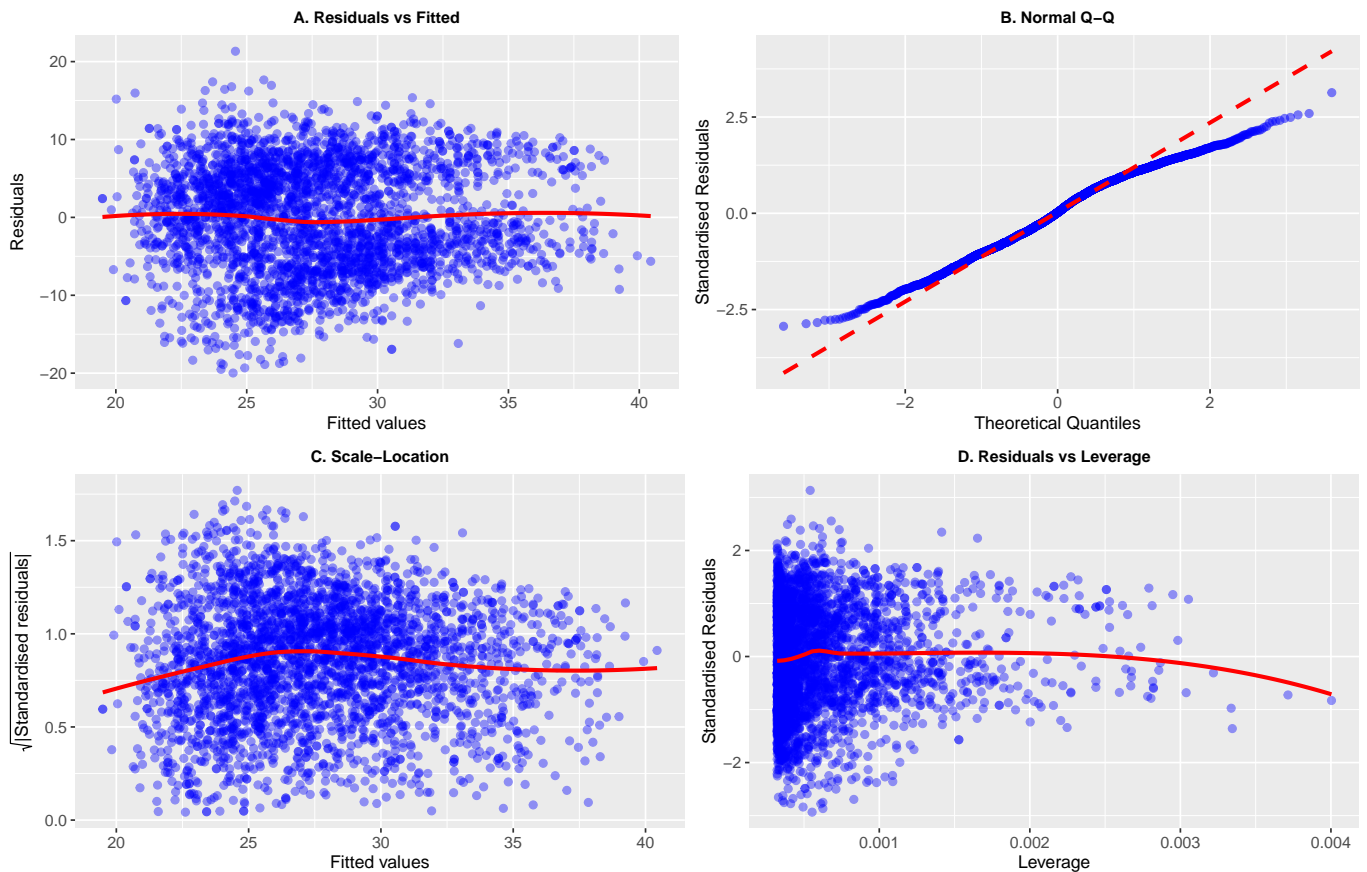 A. Residuals vs Fitted
20
10
0
−10
−20
Residuals
20
25
30
35
40
Fitted values
B. Normal Q−Q
2.5
0.0
−2.5
Standardised Residuals
−2
0
2
Theoretical Quantiles
C. Scale−Location
1.5
1.0
0.5
0.0
√|Standardised residuals|
20
25
30
35
40
Fitted values
D. Residuals vs Leverage
2
0
−2
Standardised Residuals
0.001
0.002
0.003
0.004
Leverage